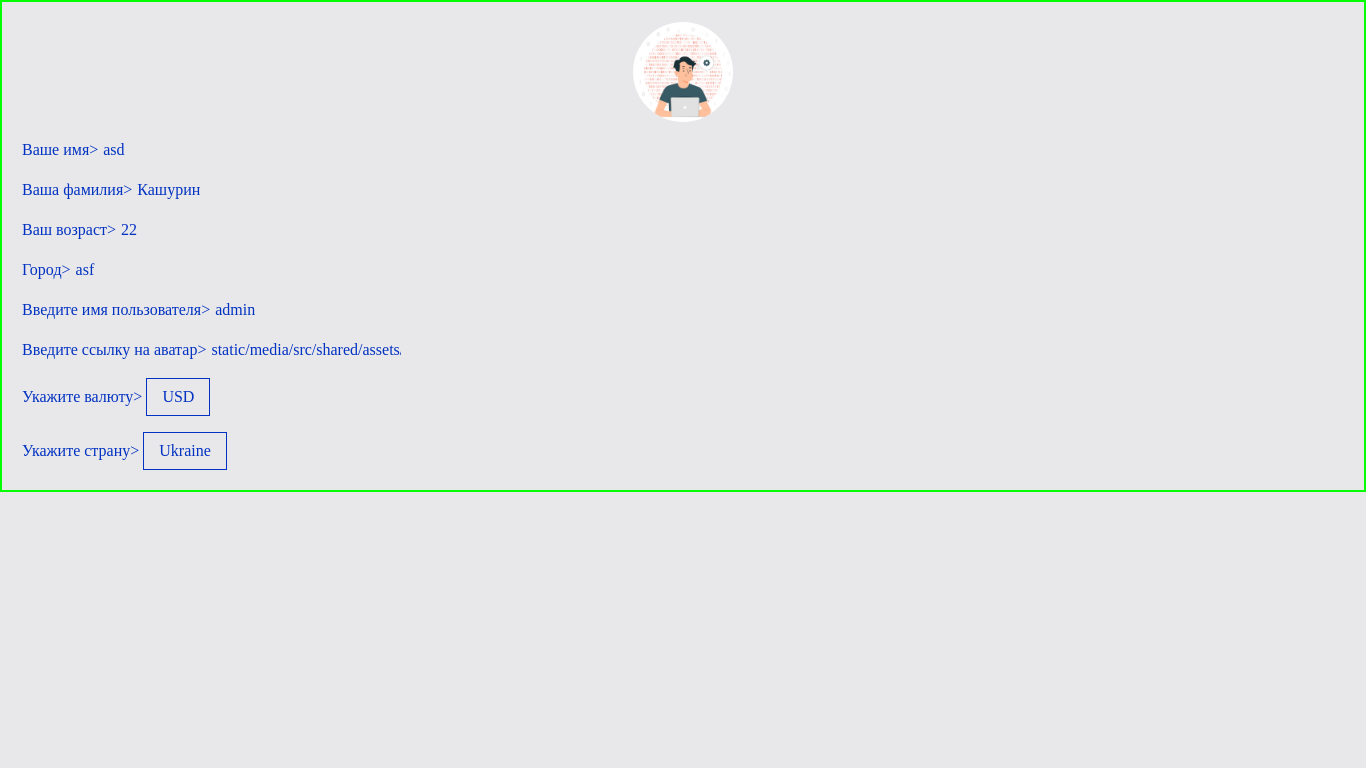 Ваше имя> asd
Ваша фамилия> Кашурин
Ваш возраст> 22
Город> asf
Введите имя пользователя> admin
Введите ссылку на аватар> static/media/src/shared/assets
Укажите валюту> USD
Укажите страну> Ukraine